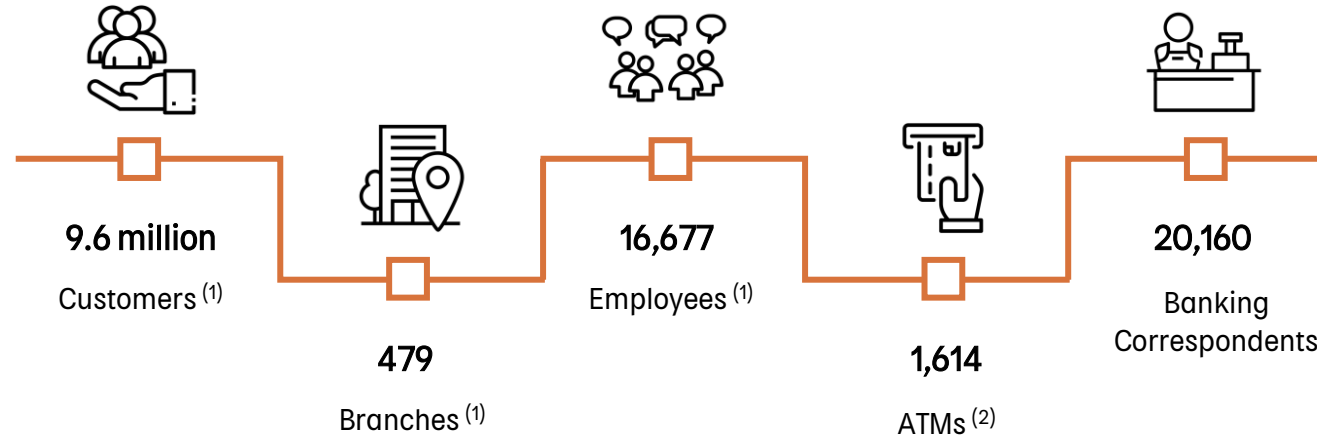 9.6 million
Customers (1)
479
Branches (1)
16,677
Employees (1)
1,614
ATMs (2)
20,160
Banking
Correspondents